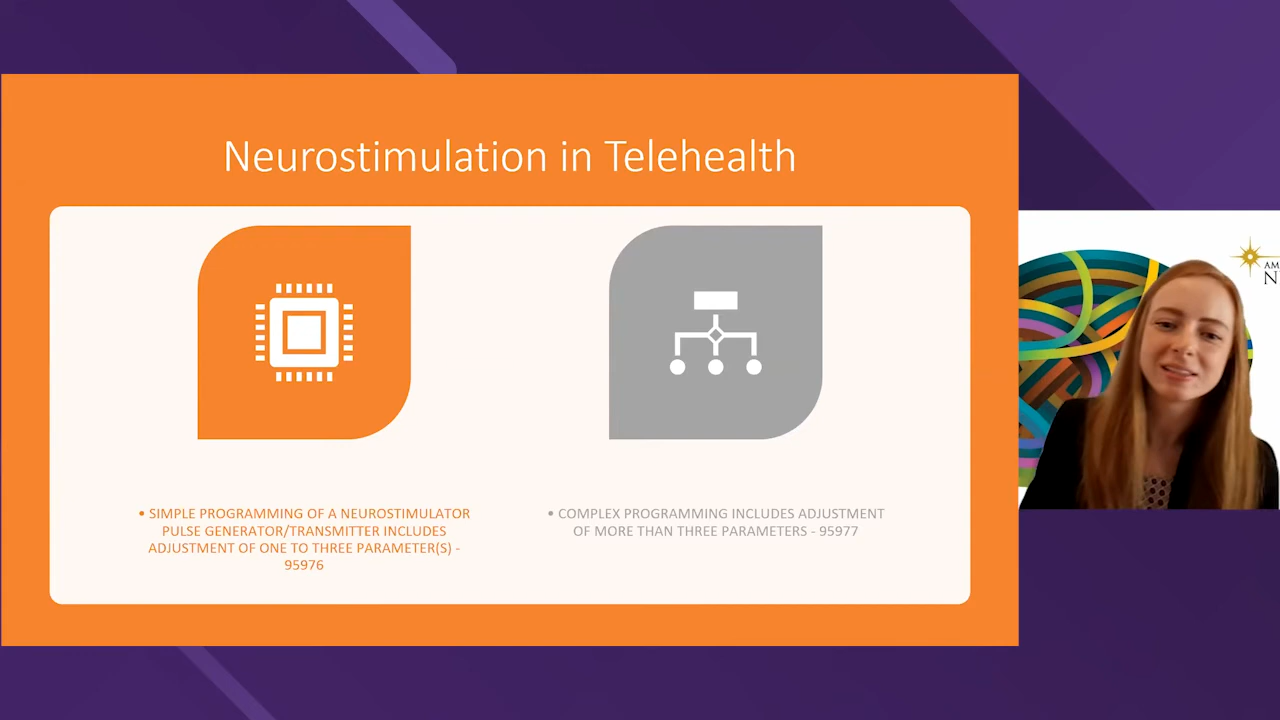 Neurostimulation in Telehealth
• SIMPLE PROGRAMMING OF A NEUROSTIMULATOR
PULSE GENERATOR/TRANSMITTER INCLUDES
ADJUSTMENT OF ONE TO THREE PARAMETER(S) -
95976
• COMPLEX PROGRAMMING INCLUDES ADJUSTMENT
OF MORE THAN THREE PARAMETERS - 95977
AM
N